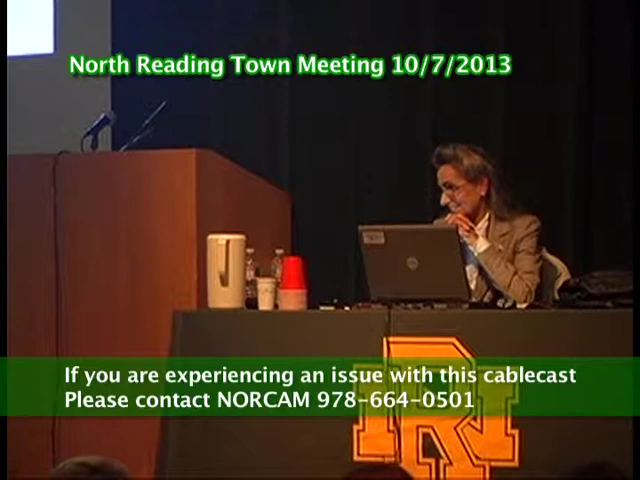 North Reading Town Meeting 10/7/2013
If you are experiencing an issue with this cablecast
Please contact NORCAM 978-664-0501